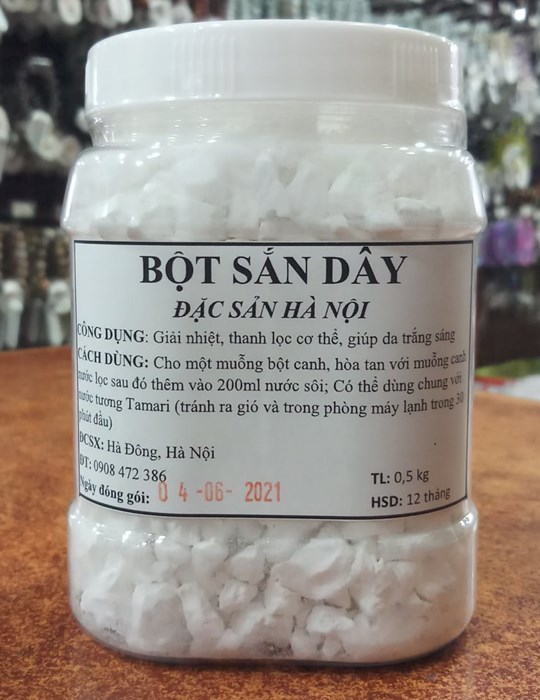 BỘT SẮN DÂY
ĐẶC SẢN HÀ NỘI
CÔNG DỤNG: Giải nhiệt, thanh lọc cơ thể, giúp da trắng sáng
CÁCH DÙNG: Cho một muỗng bột canh, hòa tan với muỗng canh
nước lọc sau đó thêm vào 200ml nước sôi; Có thể dùng chung với
nước tương Tamari (tránh ra gió và trong phòng máy lạnh trong 30
phút đầu)
ĐCSX: Hà Đông, Hà Nội
ĐT: 0908 472 386
TL: 0,5 kg
Ngày đóng gói: 04-06-2021
HSD: 12 tháng